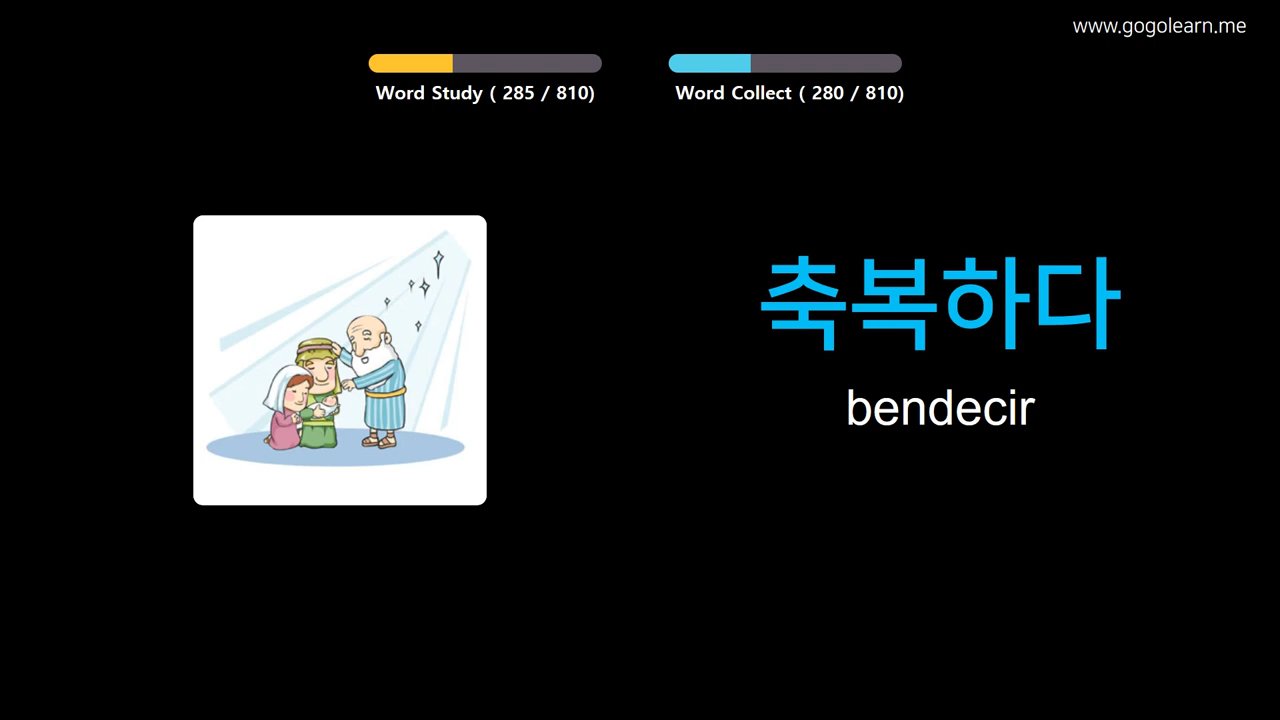 www.gogolearn.me
Word Study ( 285 / 810)
Word Collect ( 280 / 810)
축복하다
bendecir